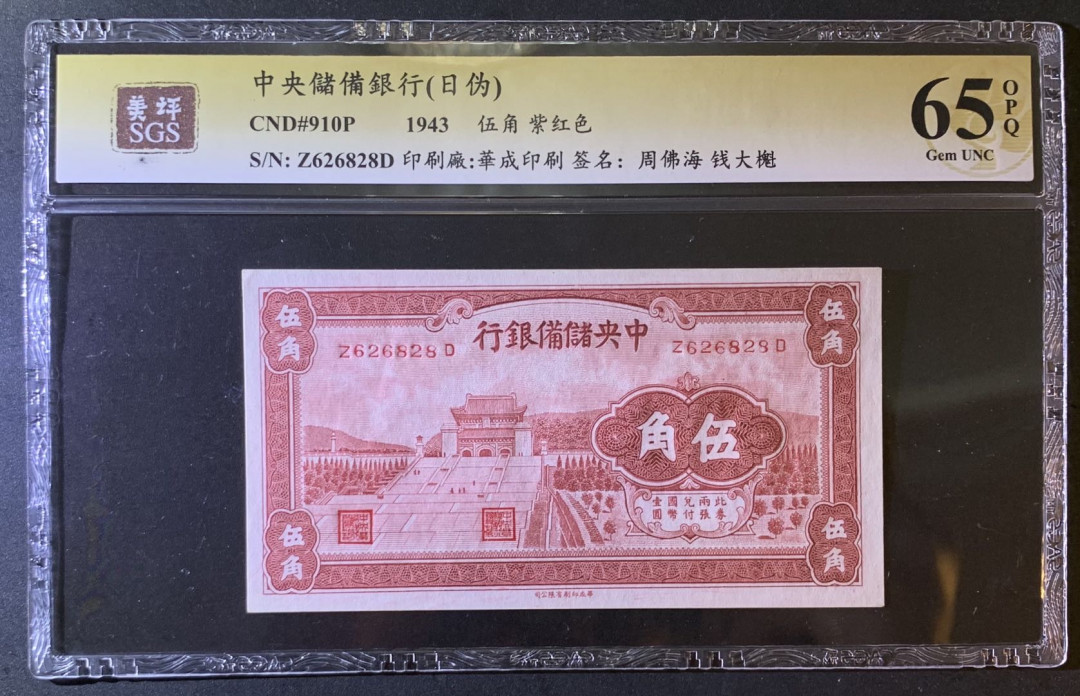 美评
SGS
中央儲備銀行(日伪)
CND#910P 1943 伍角 紫红色
S/N: Z626828D 印刷廠:華成印刷 签名: 周佛海 钱大櫆
65 OPQ
Gem UNC
伍角
伍角
行銀備儲央中
Z626828D
Z626828D
角伍
此券兩張兌付國幣壹圓
伍角
伍角